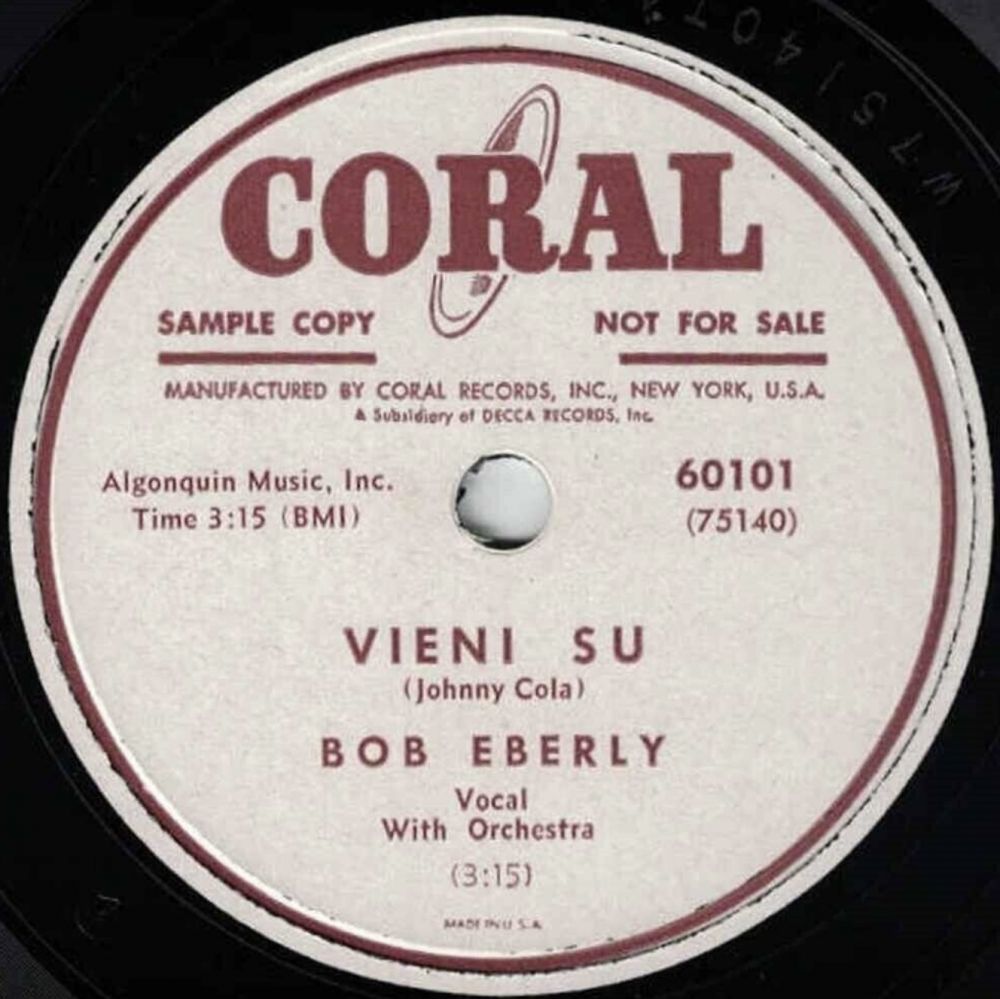 CORAL
SAMPLE COPY NOT FOR SALE
MANUFACTURED BY CORAL RECORDS, INC., NEW YORK, U.S.A.
A Subsidiary of DECCA RECORDS, Inc.
Algonquin Music, Inc.
Time 3:15 (BMI)
60101
(75140)
VIENI SU
(Johnny Cola)
BOB EBERLY
Vocal
With Orchestra
(3:15)
MADE IN U.S.A.
W 75140T